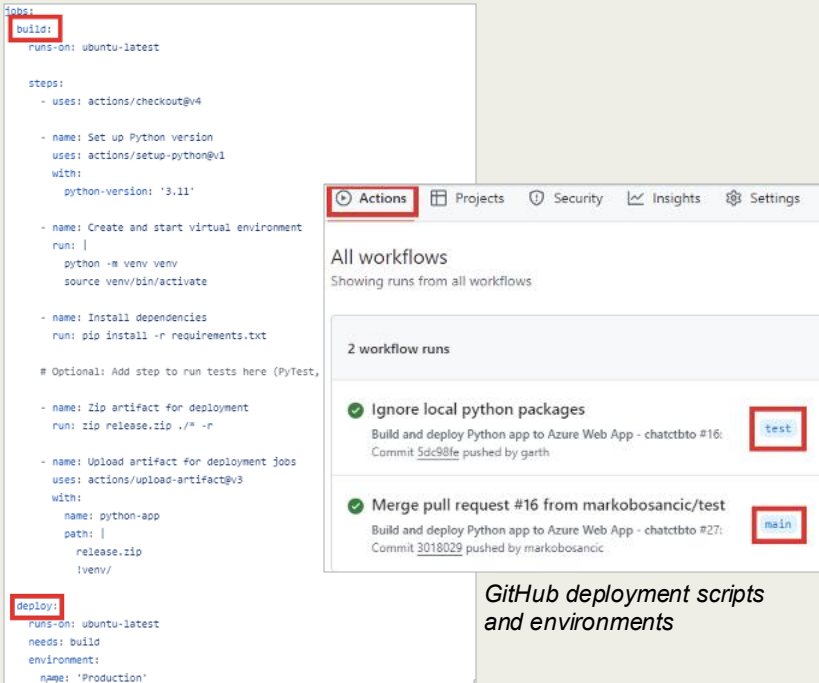 jobs:
build:
runs-on: ubuntu-latest
steps:
- uses: actions/checkout@v4
- name: Set up Python version
uses: actions/setup-python@v1
with:
python-version: '3.11'
- name: Create and start virtual environment
run: |
python -m venv venv
source venv/bin/activate
- name: Install dependencies
run: pip install -r requirements.txt
# Optional: Add step to run tests here (PyTest,
- name: Zip artifact for deployment
run: zip release.zip ./* -r
- name: Upload artifact for deployment jobs
uses: actions/upload-artifact@v3
with:
name: python-app
path: |
release.zip
!venv/
deploy:
runs-on: ubuntu-latest
needs: build
environment:
name: 'Production'
Actions Projects Security Insights Settings
All workflows
Showing runs from all workflows
2 workflow runs
Ignore local python packages
Build and deploy Python app to Azure Web App - chatctbto #16:
Commit 5dc98fe pushed by garth
test
Merge pull request #16 from markobosancic/test
Build and deploy Python app to Azure Web App - chatctbto #27:
Commit 3018029 pushed by markobosancic
main
GitHub deployment scripts
and environments